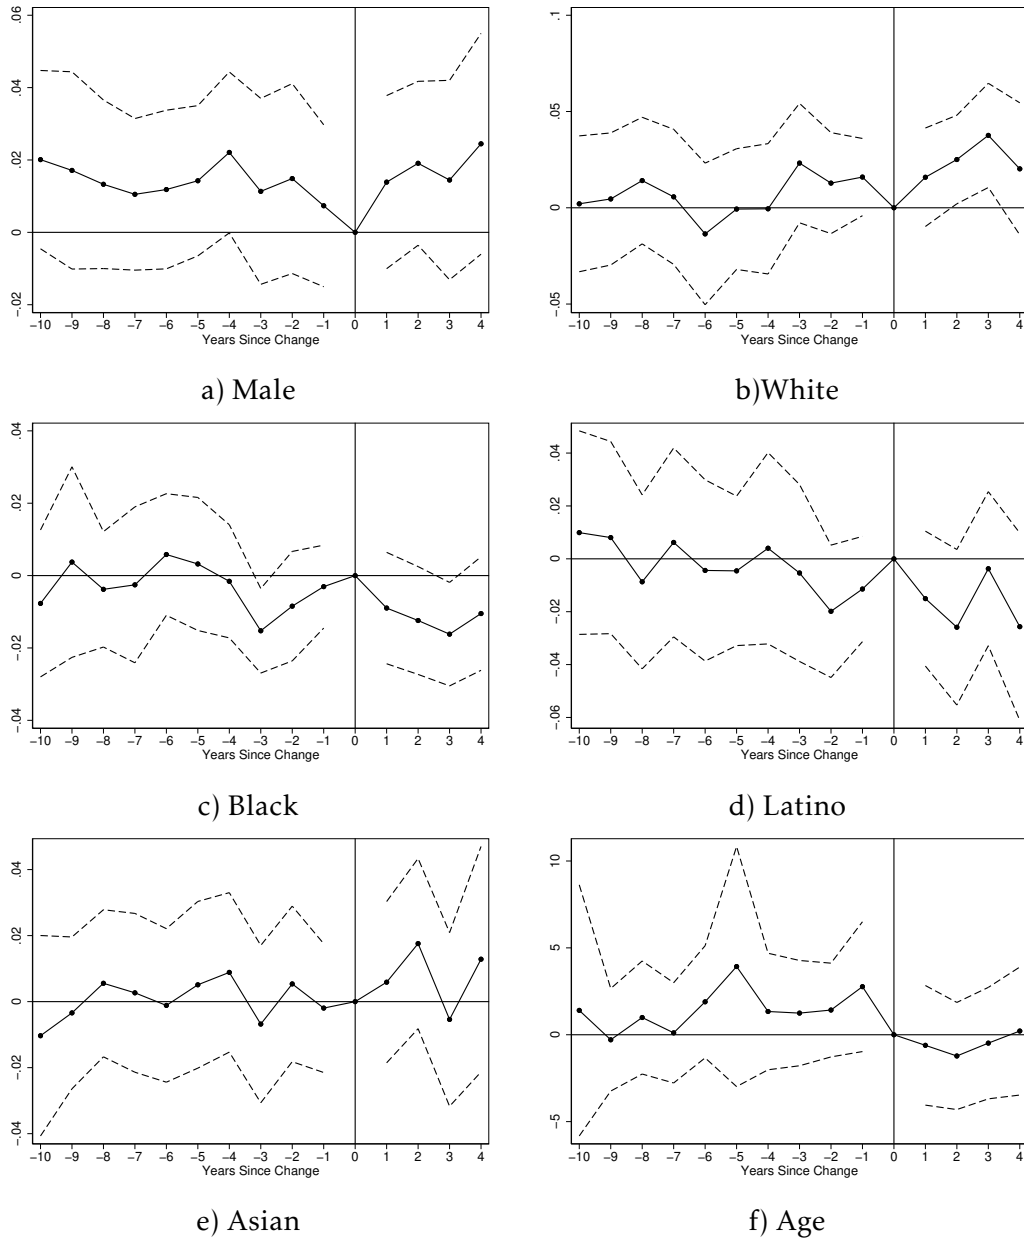 .06
.04
.02
0
-.02
−10 −9 −8 −7 −6 −5 −4 −3 −2 −1 0 1 2 3 4
Years Since Change
a) Male
.1
.05
0
-.05
−10 −9 −8 −7 −6 −5 −4 −3 −2 −1 0 1 2 3 4
Years Since Change
b)White
.04
.02
0
-.02
-.04
−10 −9 −8 −7 −6 −5 −4 −3 −2 −1 0 1 2 3 4
Years Since Change
c) Black
.04
.02
0
-.02
-.04
-.06
−10 −9 −8 −7 −6 −5 −4 −3 −2 −1 0 1 2 3 4
Years Since Change
d) Latino
.04
.02
0
-.02
-.04
−10 −9 −8 −7 −6 −5 −4 −3 −2 −1 0 1 2 3 4
Years Since Change
e) Asian
10
5
0
-5
−10 −9 −8 −7 −6 −5 −4 −3 −2 −1 0 1 2 3 4
Years Since Change
f) Age